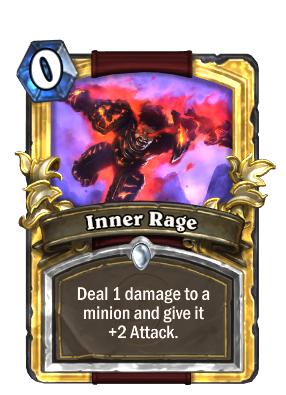 0
Inner Rage
Deal 1 damage to a
minion and give it
+2 Attack.